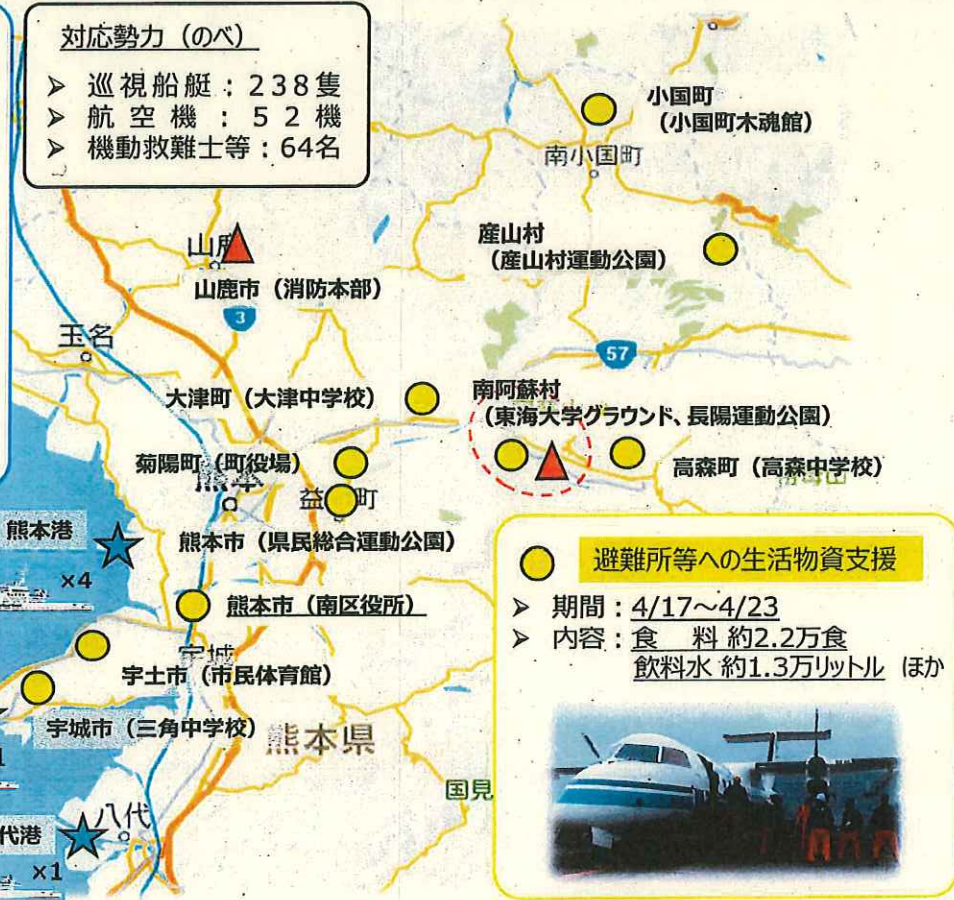 対応勢力（のべ）
➢ 巡視船艇：238隻
➢ 航空機：52機
➢ 機動救難士等：64名
小国町
（小国町木魂館）
南小国町
産山村
（産山村運動公園）
山鹿
山鹿市（消防本部）
3
玉名
57
大津町（大津中学校）
南阿蘇村
（東海大学グラウンド、長陽運動公園）
菊陽町（町役場）
高森町（高森中学校）
熊本
益城町
熊本港
×4
熊本市（県民総合運動公園）
熊本市（南区役所）
宇城
宇土市（市民体育館）
宇城市（三角中学校）
熊本県
国見
八代
代港
×1
避難所等への生活物資支援
➢ 期間：4/17～4/23
➢ 内容：食　料 約2.2万食
飲料水 約1.3万リットル ほか